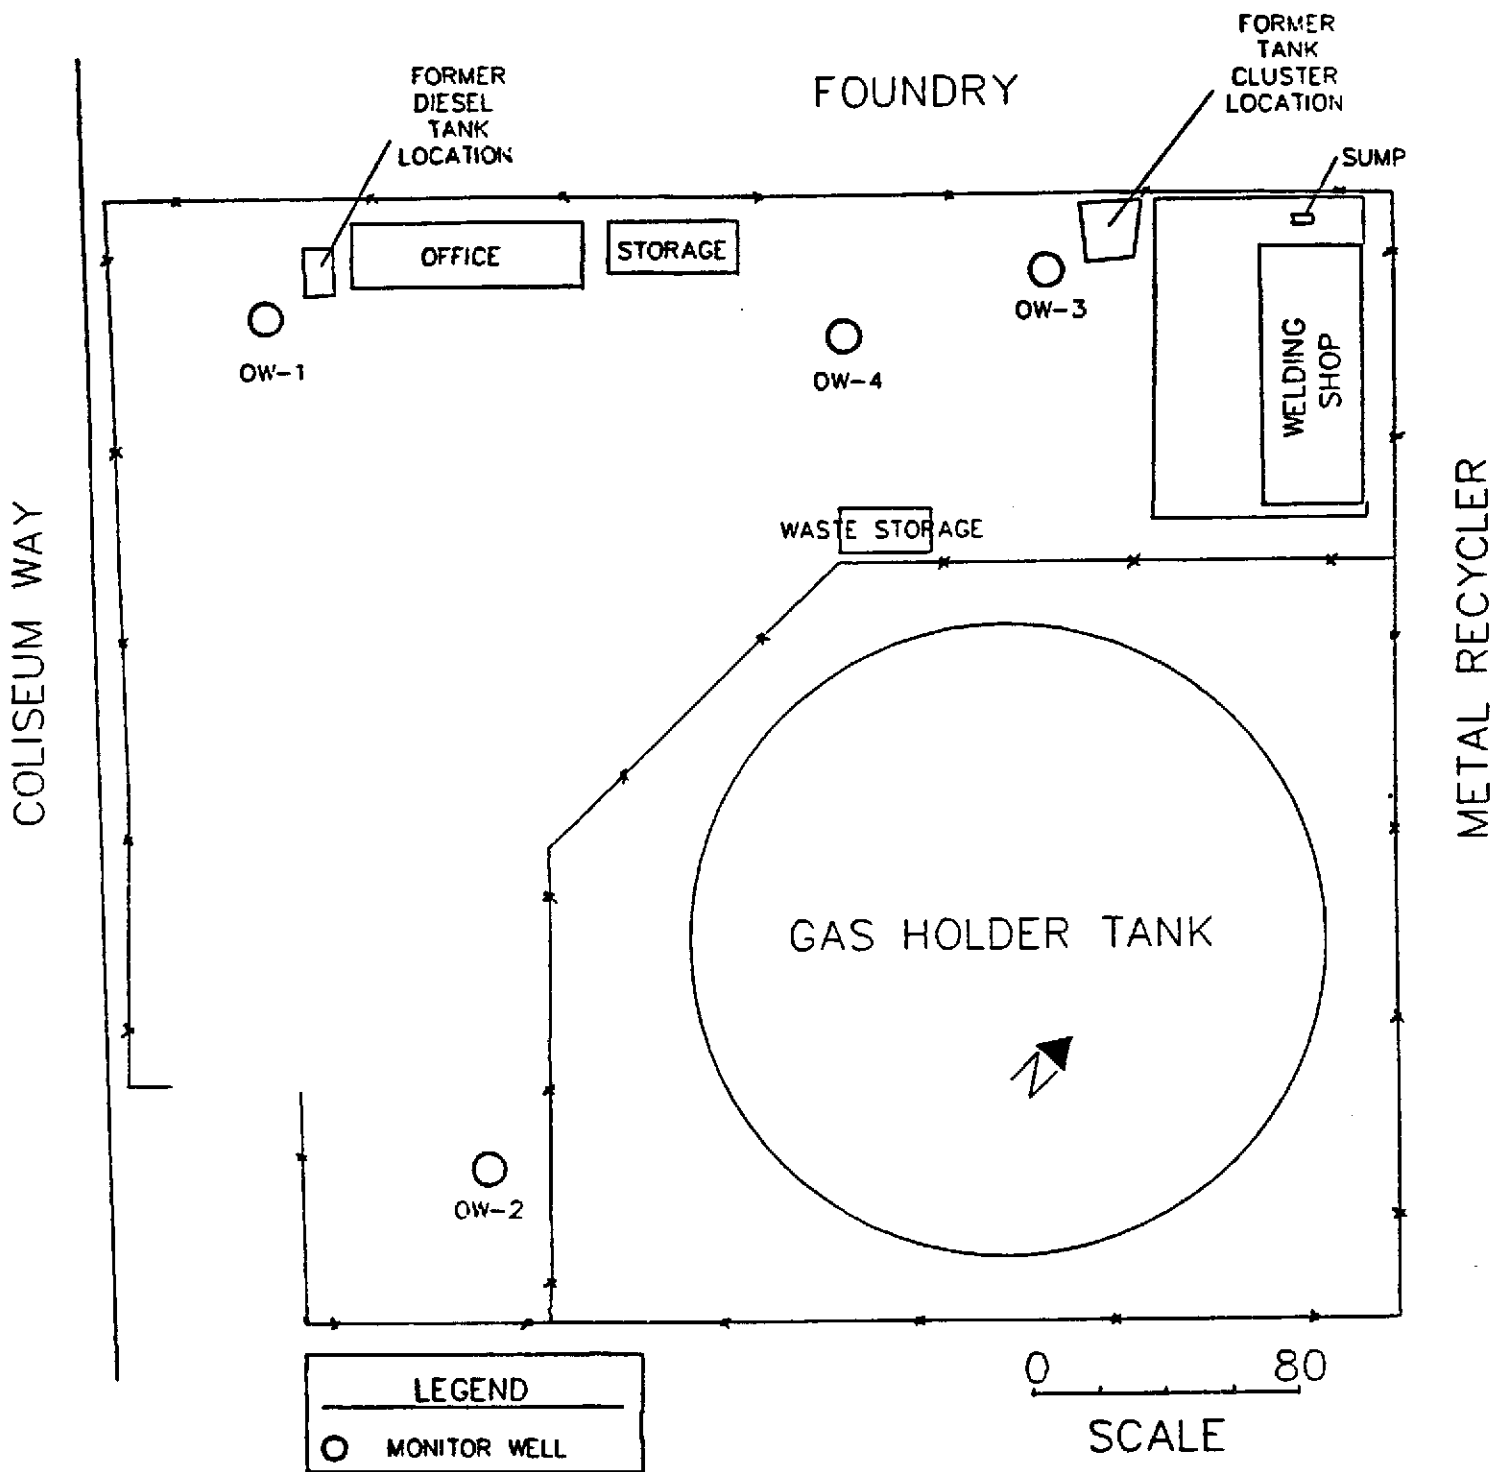 FORMER
DIESEL
TANK
LOCATION
FOUNDRY
FORMER
TANK
CLUSTER
LOCATION
SUMP
OFFICE
STORAGE
OW-1
OW-4
OW-3
WELDING
SHOP
WASTE STORAGE
COLISEUM WAY
METAL RECYCLER
GAS HOLDER TANK
N
OW-2
LEGEND
MONITOR WELL
0 80
SCALE